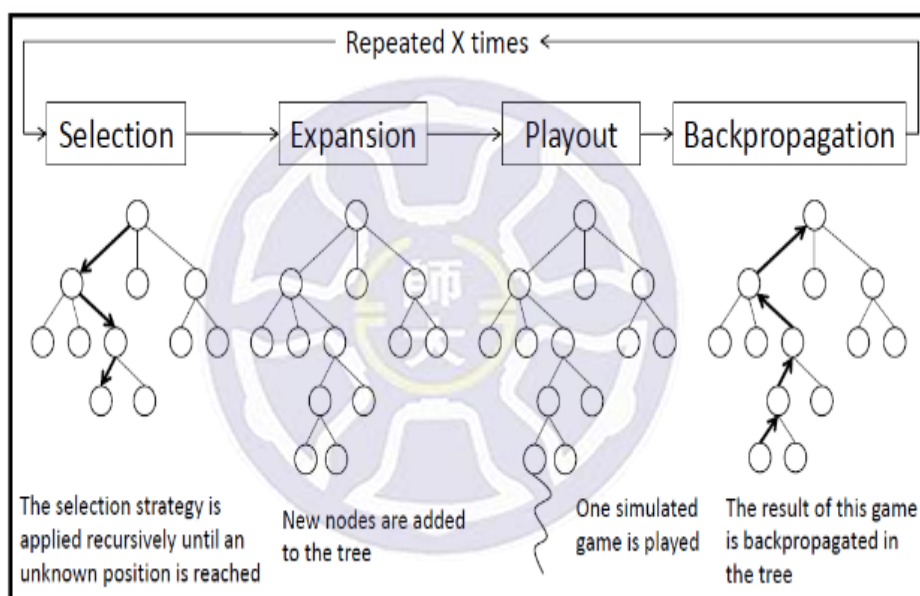 Repeated X times
Selection
Expansion
Playout
Backpropagation
師
大
The selection strategy is
applied recursively until an
unknown position is reached
New nodes are added
to the tree
One simulated
game is played
The result of this game
is backpropagated in
the tree